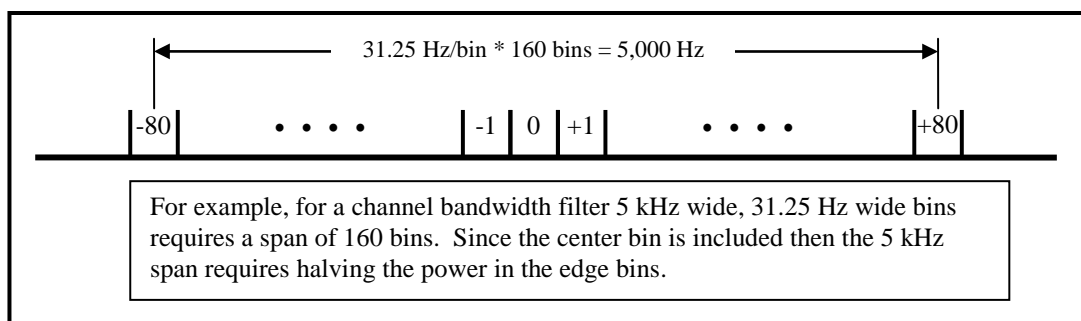 31.25 Hz/bin * 160 bins = 5,000 Hz
-80 • • • • -1 0 +1 • • • • +80
For example, for a channel bandwidth filter 5 kHz wide, 31.25 Hz wide bins
requires a span of 160 bins. Since the center bin is included then the 5 kHz
span requires halving the power in the edge bins.